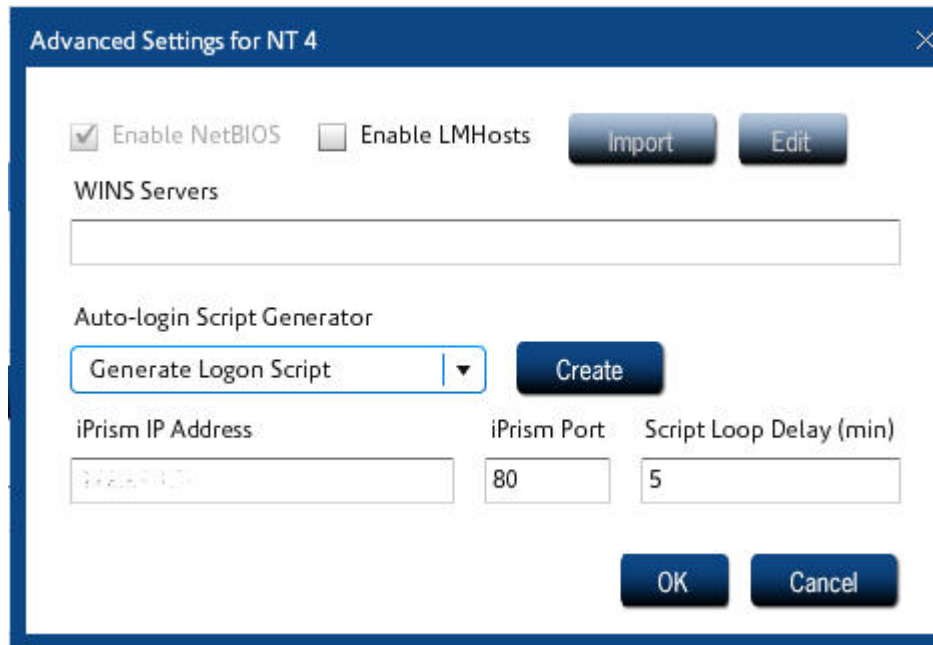 Advanced Settings for NT 4
Enable NetBIOS Enable LMHosts Import Edit
WINS Servers
Auto-login Script Generator
Generate Logon Script Create
iPrism IP Address iPrism Port Script Loop Delay (min)
80 5
OK Cancel